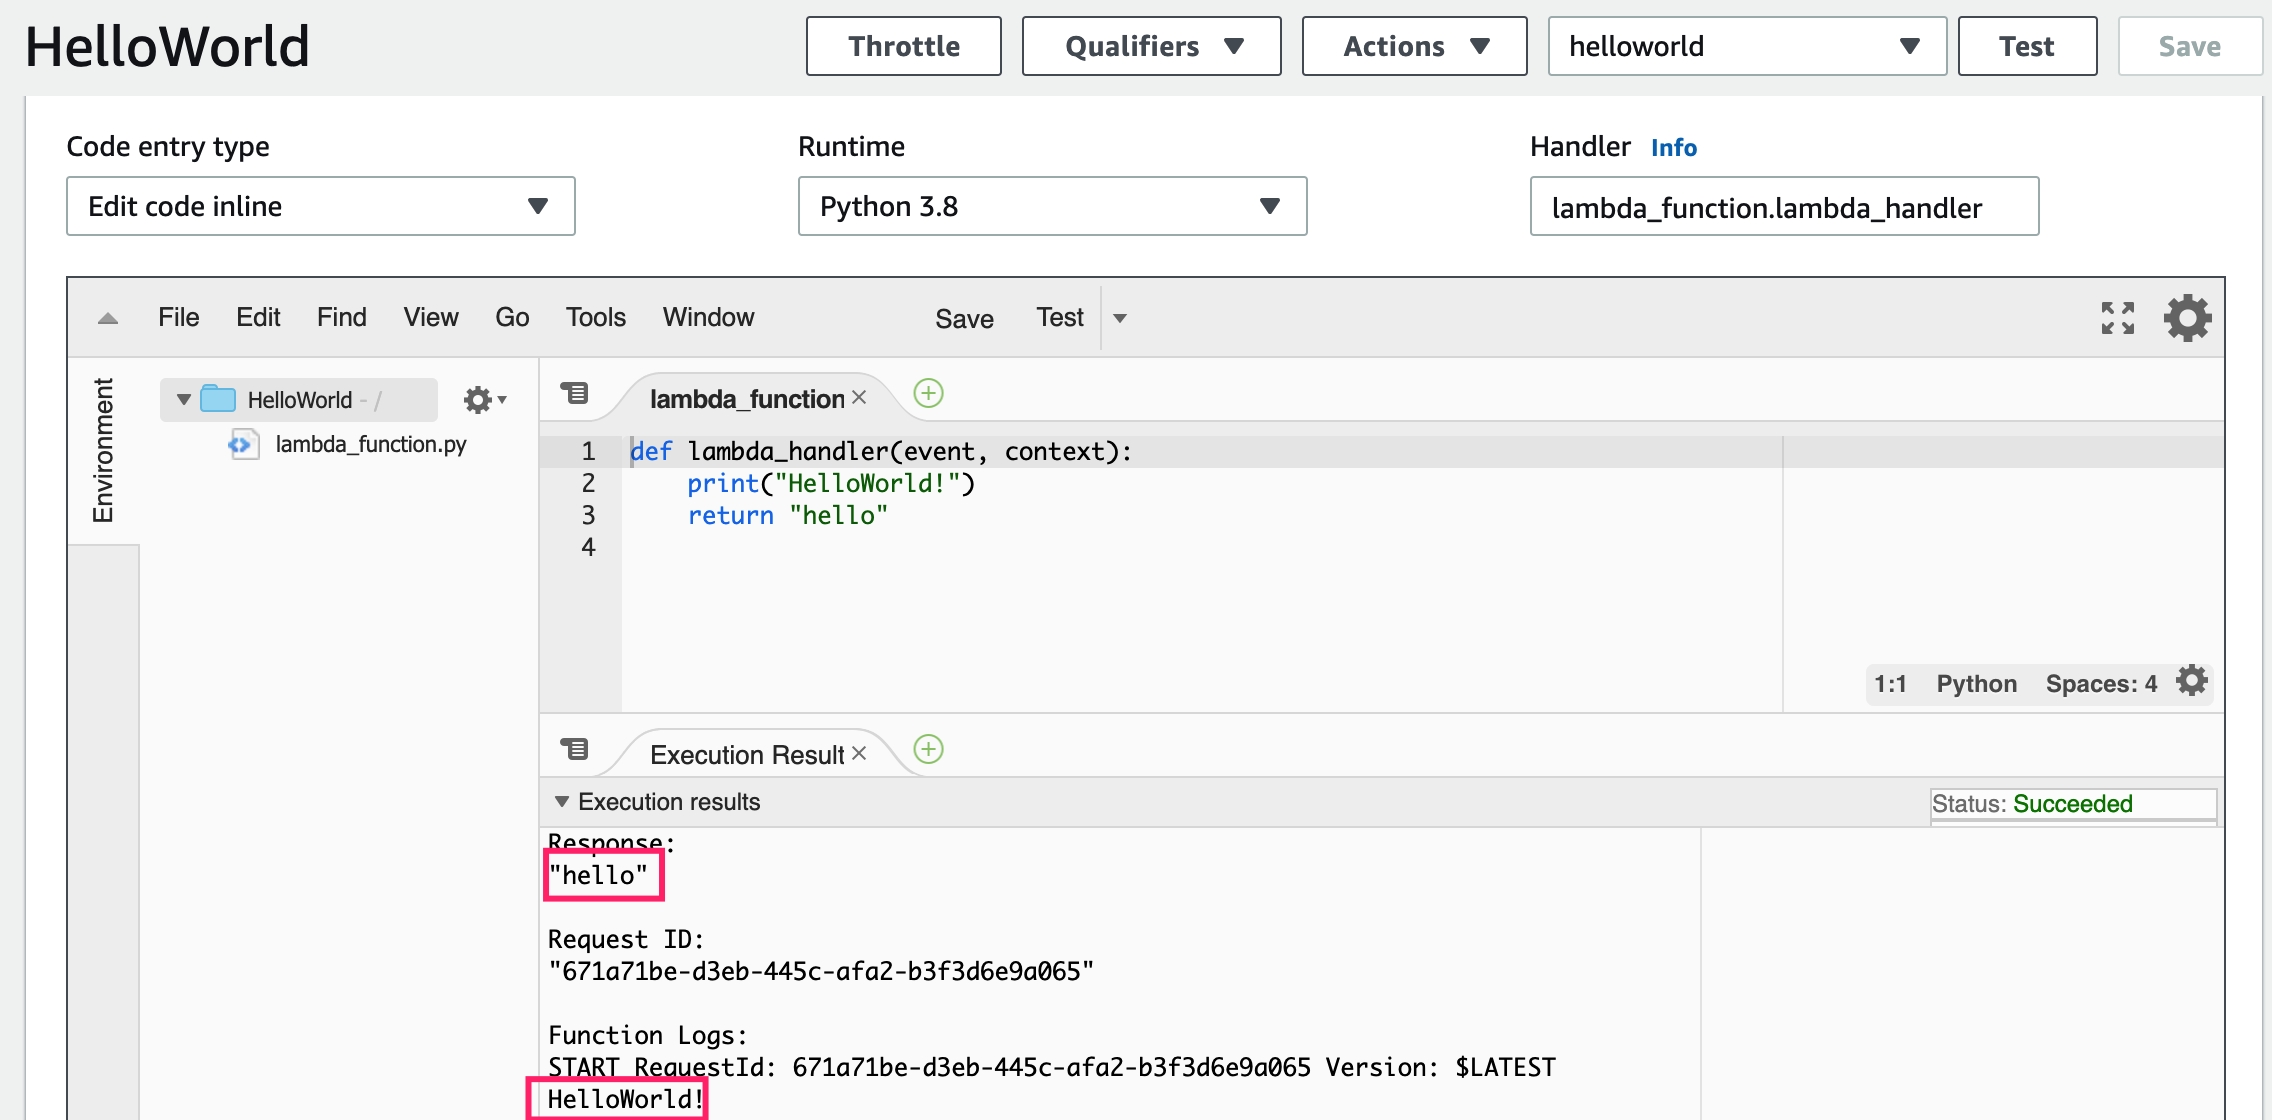 HelloWorld
Throttle
Qualifiers
Actions
helloworld
Test
Save
Code entry type
Runtime
Handler Info
Edit code inline
Python 3.8
lambda_function.lambda_handler
File Edit Find View Go Tools Window Save Test
Environment
HelloWorld - /
lambda_function.py
lambda_function
1 def lambda_handler(event, context):
2 print("HelloWorld!")
3 return "hello"
4
1:1 Python Spaces: 4
Execution Result
Execution results
Status: Succeeded
Response:
"hello"
Request ID:
"671a71be-d3eb-445c-afa2-b3f3d6e9a065"
Function Logs:
START RequestId: 671a71be-d3eb-445c-afa2-b3f3d6e9a065 Version: $LATEST
HelloWorld!